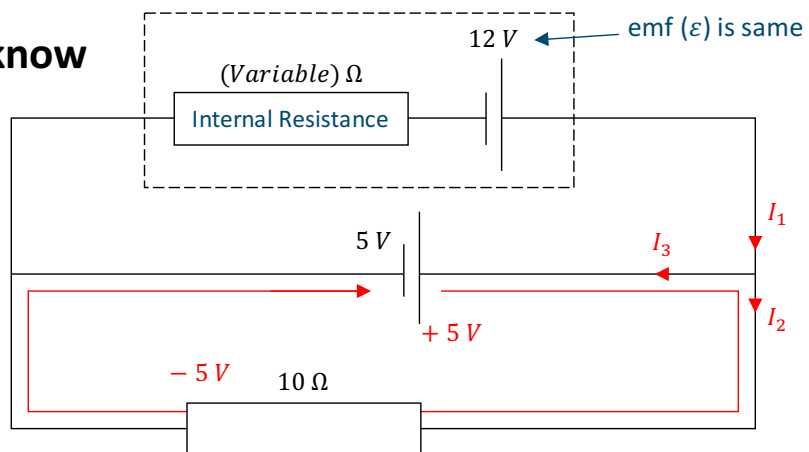 know
12 V
emf (ε) is same
(Variable) Ω
Internal Resistance
I₁
5 V
I₃
I₂
+ 5 V
− 5 V
10 Ω